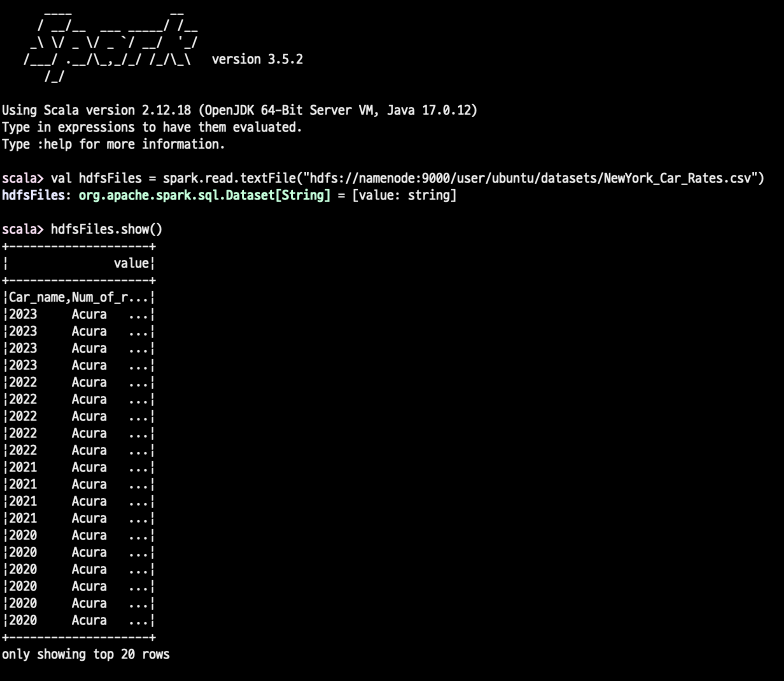 ____              __
     / __/__  ___ _____/ /__
    _\ \/ _ \/ _ `/ __/  '_/
   /___/ .__/\_,_/_/ /_/\_\   version 3.5.2
      /_/
Using Scala version 2.12.18 (OpenJDK 64-Bit Server VM, Java 17.0.12)
Type in expressions to have them evaluated.
Type :help for more information.
scala> val hdfsFiles = spark.read.textFile("hdfs://namenode:9000/user/ubuntu/datasets/NewYork_Car_Rates.csv")
hdfsFiles: org.apache.spark.sql.Dataset[String] = [value: string]
scala> hdfsFiles.show()
+--------------------+
|               value|
+--------------------+
|Car_name,Num_of_r...|
|2023     Acura   ...|
|2023     Acura   ...|
|2023     Acura   ...|
|2023     Acura   ...|
|2022     Acura   ...|
|2022     Acura   ...|
|2022     Acura   ...|
|2022     Acura   ...|
|2022     Acura   ...|
|2021     Acura   ...|
|2021     Acura   ...|
|2021     Acura   ...|
|2021     Acura   ...|
|2020     Acura   ...|
|2020     Acura   ...|
|2020     Acura   ...|
|2020     Acura   ...|
|2020     Acura   ...|
|2020     Acura   ...|
+--------------------+
only showing top 20 rows